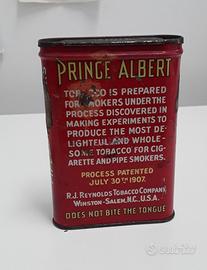 PRINCE ALBERT
TOBACCO IS PREPARED
FOR SMOKERS UNDER THE
PROCESS DISCOVERED IN
MAKING EXPERIMENTS TO
PRODUCE THE MOST DE-
LIGHTFUL AND WHOLE-
SOME TOBACCO FOR CIG-
ARETTE AND PIPE SMOKERS.
PROCESS PATENTED
JULY 30TH 1907.
R.J. REYNOLDS TOBACCO COMPANY,
WINSTON-SALEM, N.C. U.S.A.
DOES NOT BITE THE TONGUE
subito